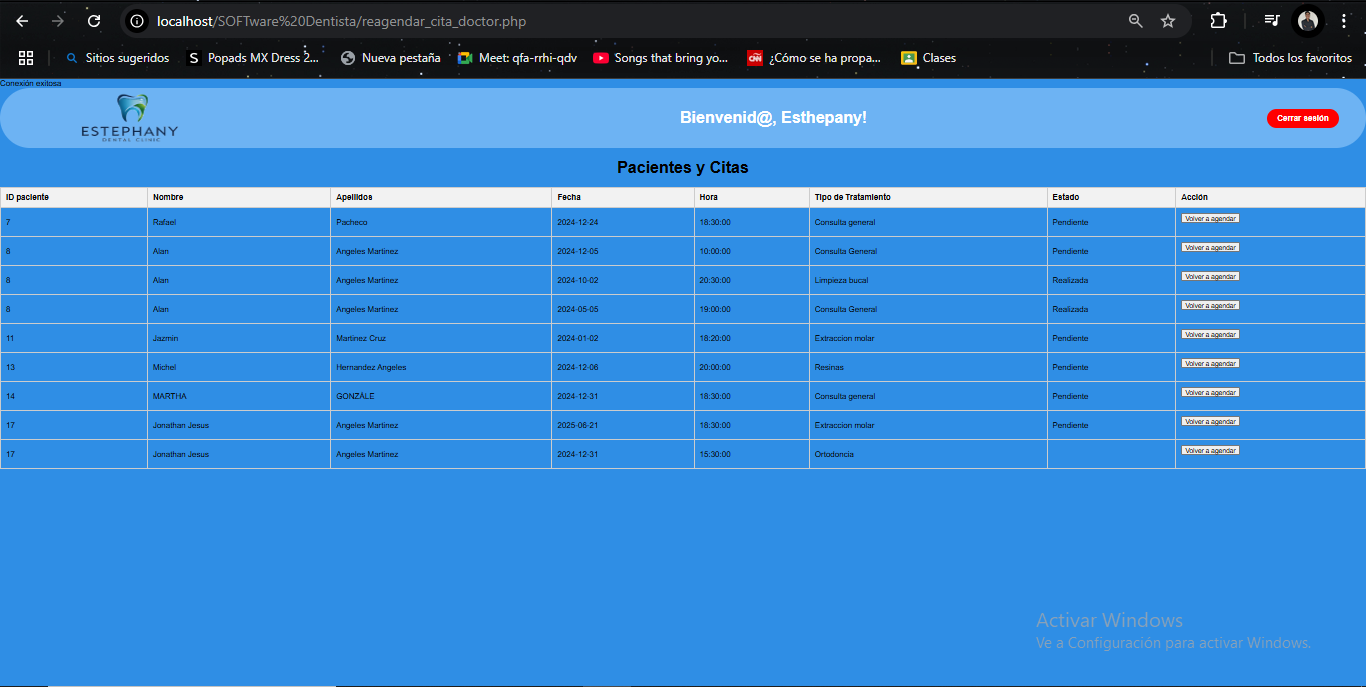 localhost/SOFTware%20Dentista/reagendar_cita_doctor.php
Sitios sugeridos Popads MX Dress 2... Nueva pestaña Meet: qfa-rrhi-qdv Songs that bring yo... ¿Cómo se ha propa... Clases Todos los favoritos
Conexión exitosa
ESTEPHANY
DENTAL CLINIC
Bienvenid@, Esthepany!
Cerrar sesión
Pacientes y Citas
ID paciente Nombre Apellidos Fecha Hora Tipo de Tratamiento Estado Acción
7 Rafael Pacheco 2024-12-24 18:30:00 Consulta general Pendiente Volver a agendar
8 Alan Angeles Martinez 2024-12-05 10:00:00 Consulta General Pendiente Volver a agendar
8 Alan Angeles Martinez 2024-10-02 20:30:00 Limpieza bucal Realizada Volver a agendar
8 Alan Angeles Martinez 2024-05-05 19:00:00 Consulta General Realizada Volver a agendar
11 Jazmin Martinez Cruz 2024-01-02 18:20:00 Extraccion molar Pendiente Volver a agendar
13 Michel Hernandez Angeles 2024-12-06 20:00:00 Resinas Pendiente Volver a agendar
14 MARTHA GONZÁLE 2024-12-31 18:30:00 Consulta general Pendiente Volver a agendar
17 Jonathan Jesus Angeles Martinez 2025-06-21 18:30:00 Extraccion molar Pendiente Volver a agendar
17 Jonathan Jesus Angeles Martinez 2024-12-31 15:30:00 Ortodoncia Volver a agendar
Activar Windows
Ve a Configuración para activar Windows.